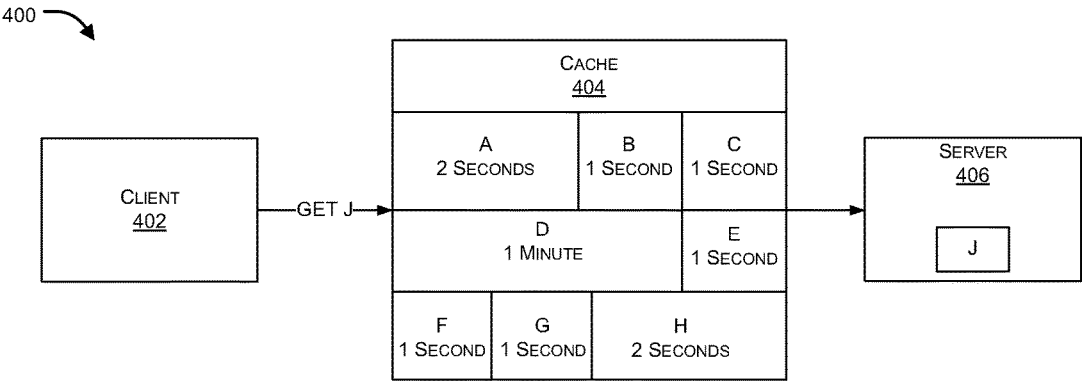 400
CACHE
404
A
2 SECONDS
B
1 SECOND
C
1 SECOND
SERVER
406
CLIENT
402
GET J
D
1 MINUTE
E
1 SECOND
J
F
1 SECOND
G
1 SECOND
H
2 SECONDS